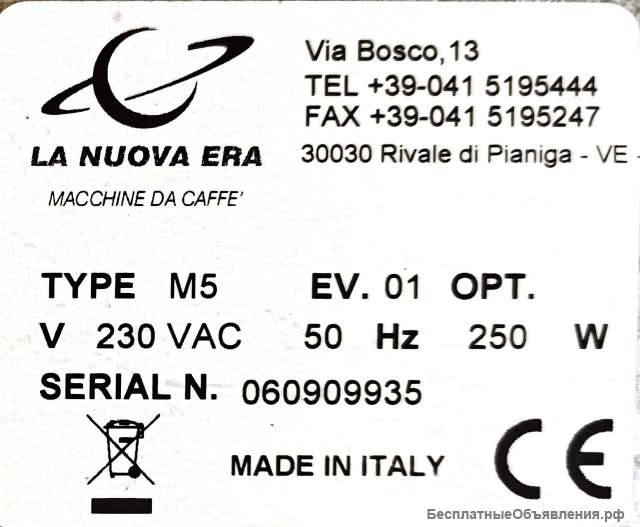 Via Bosco,13
TEL +39-041 5195444
FAX +39-041 5195247
30030 Rivale di Pianiga - VE -
LA NUOVA ERA
MACCHINE DA CAFFE'
TYPE M5 EV. 01 OPT.
V 230 VAC 50 Hz 250 W
SERIAL N. 060909935
MADE IN ITALY CE
БесплатныеОбъявления.рф